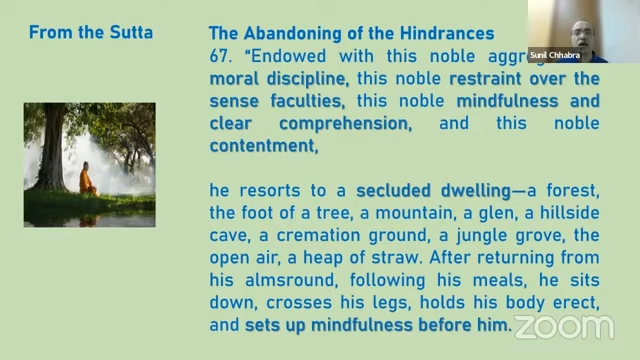 From the Sutta
The Abandoning of the Hindrances
67. “Endowed with this noble
moral discipline, this noble restraint over the
sense faculties, this noble mindfulness and
clear comprehension, and this noble
contentment,
he resorts to a secluded dwelling—a forest,
the foot of a tree, a mountain, a glen, a hillside
cave, a cremation ground, a jungle grove, the
open air, a heap of straw. After returning from
his almsround, following his meals, he sits
down, crosses his legs, holds his body erect,
and sets up mindfulness before him.
Sunil Chhabra
zoom